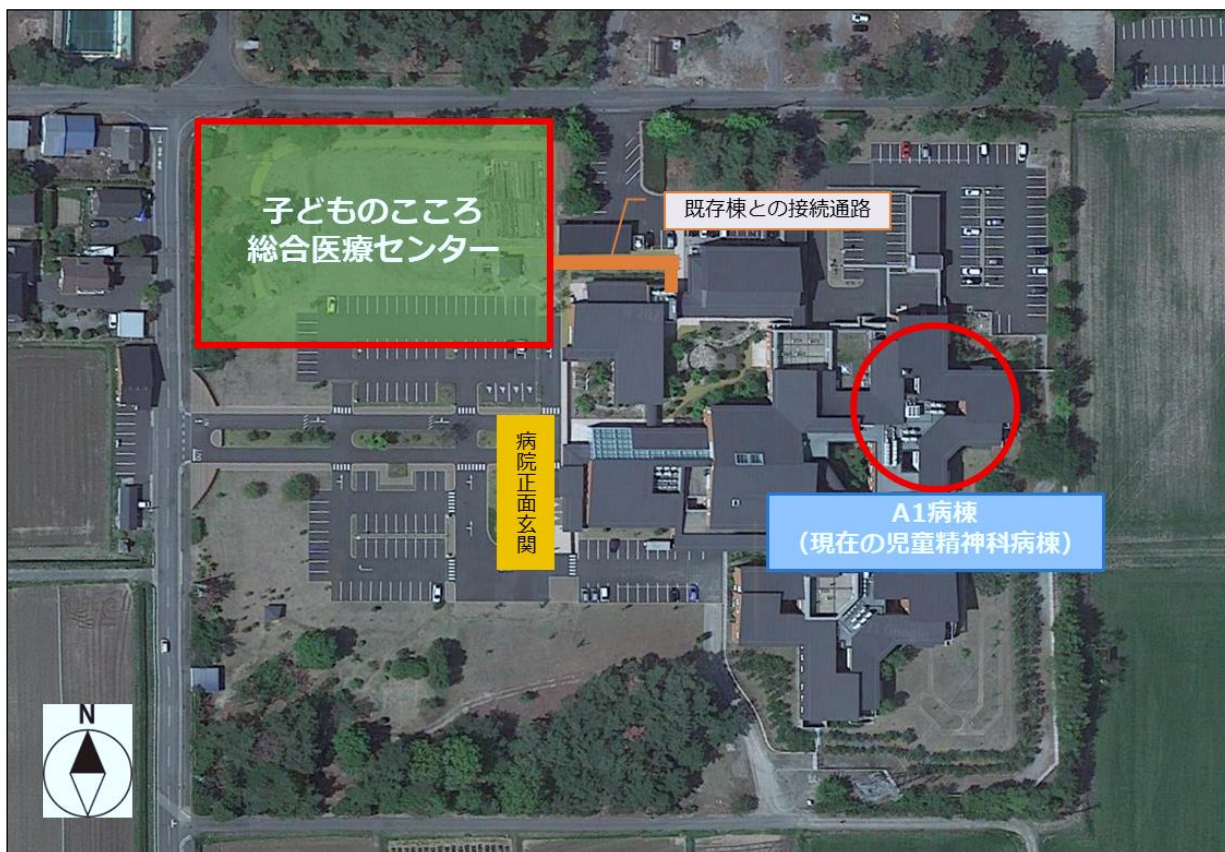 子どものこころ
総合医療センター
既存棟との接続通路
病院正面玄関
A1病棟
（現在の児童精神科病棟）
N